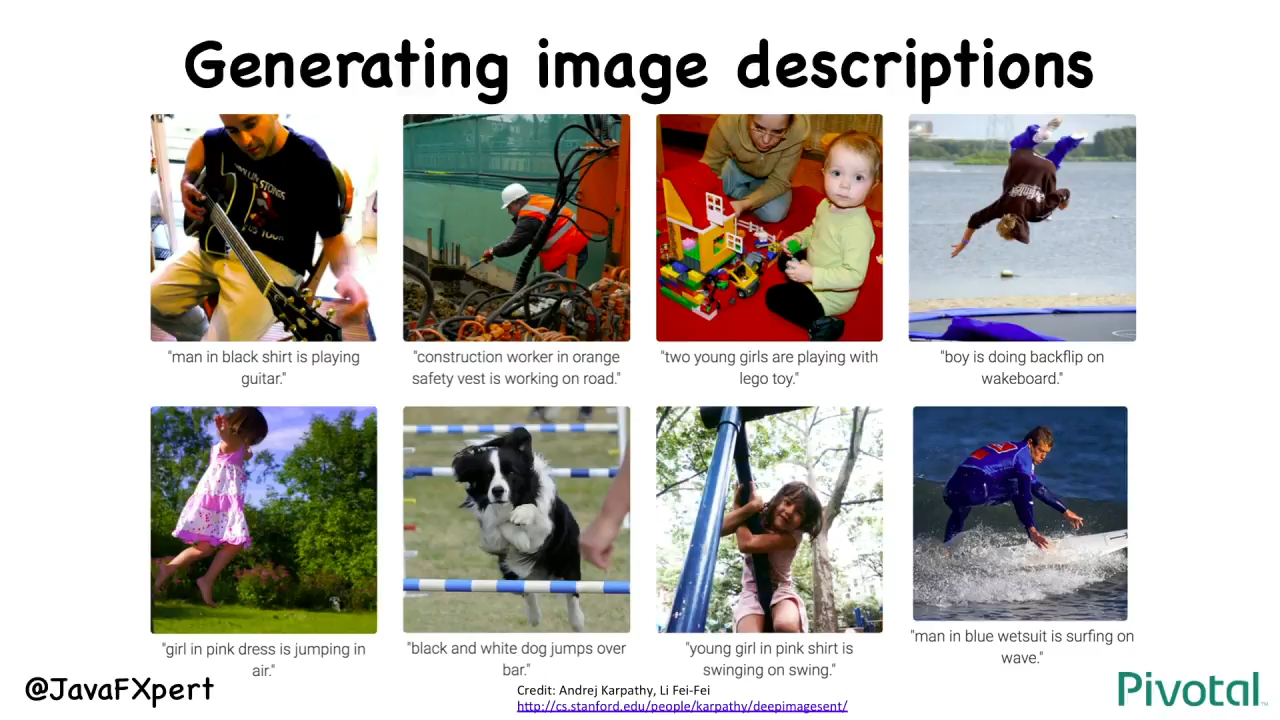 Generating image descriptions
"man in black shirt is playing
guitar."
"construction worker in orange
safety vest is working on road."
"two young girls are playing with
lego toy."
"boy is doing backflip on
wakeboard."
"girl in pink dress is jumping in
air."
"black and white dog jumps over
bar."
"young girl in pink shirt is
swinging on swing."
"man in blue wetsuit is surfing on
wave."
@JavaFXpert
Credit: Andrej Karpathy, Li Fei-Fei
http://cs.stanford.edu/people/karpathy/deepimagesent/
Pivotal